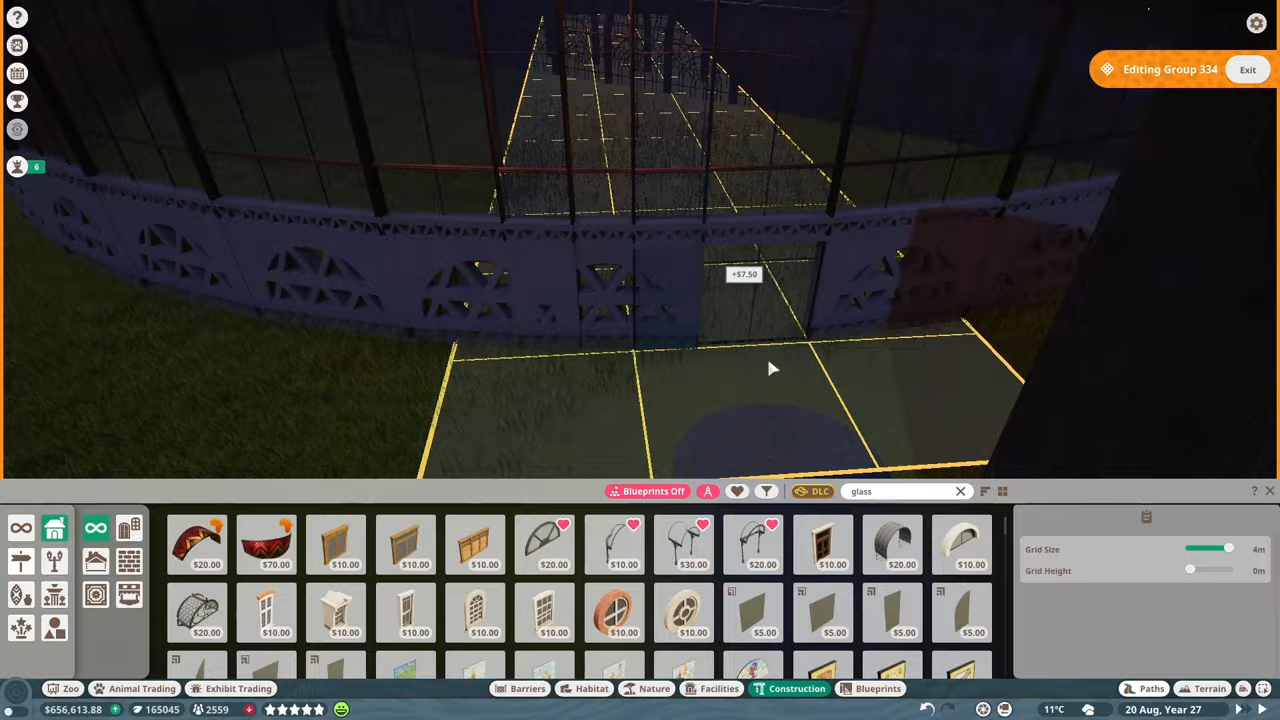 ?
Editing Group 334
Exit
6
+$7.50
Blueprints Off
DLC
glass
?
$20.00
$70.00
$10.00
$10.00
$10.00
$20.00
$10.00
$30.00
$20.00
$10.00
$20.00
$10.00
$20.00
$10.00
$10.00
$10.00
$10.00
$10.00
$10.00
$10.00
$5.00
$5.00
$5.00
$5.00
Grid Size
4m
Grid Height
0m
Zoo
Animal Trading
Exhibit Trading
Barriers
Habitat
Nature
Facilities
Construction
Blueprints
Paths
Terrain
$656,613.88
165045
2559
11°C
20 Aug, Year 27